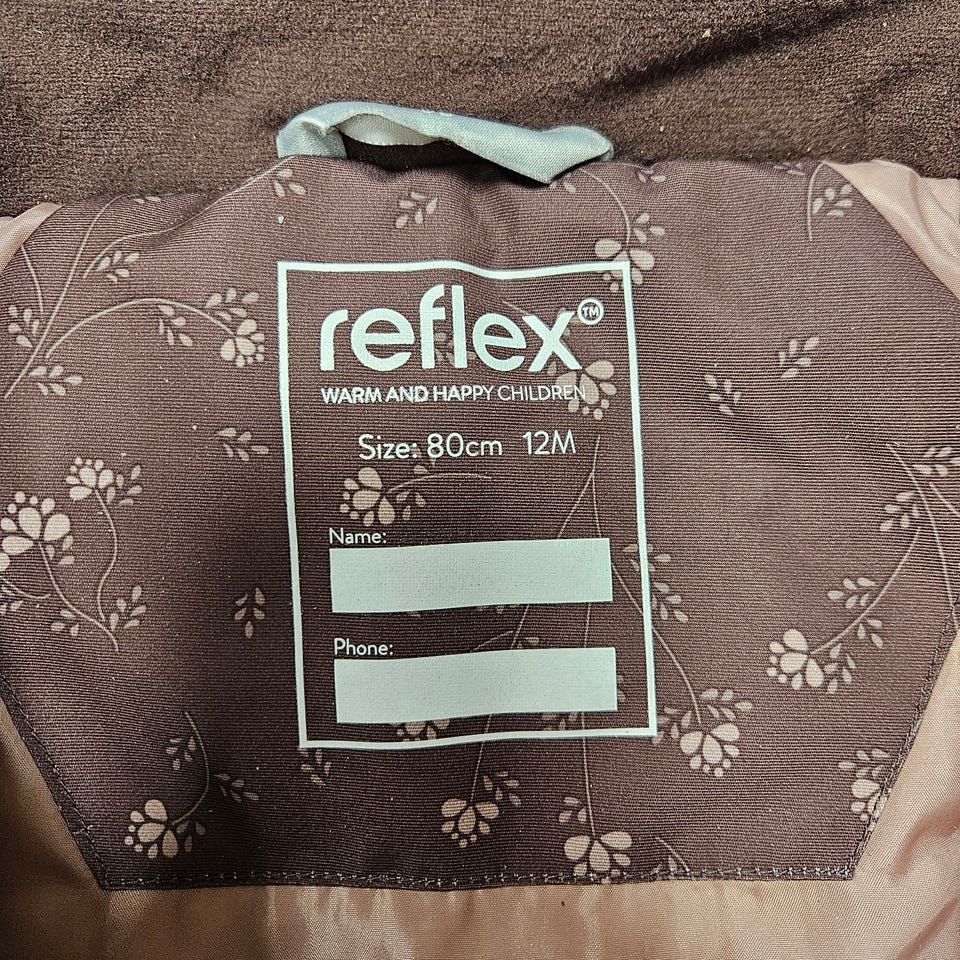 reflex™
WARM AND HAPPY CHILDREN
Size: 80cm 12M
Name:
Phone: